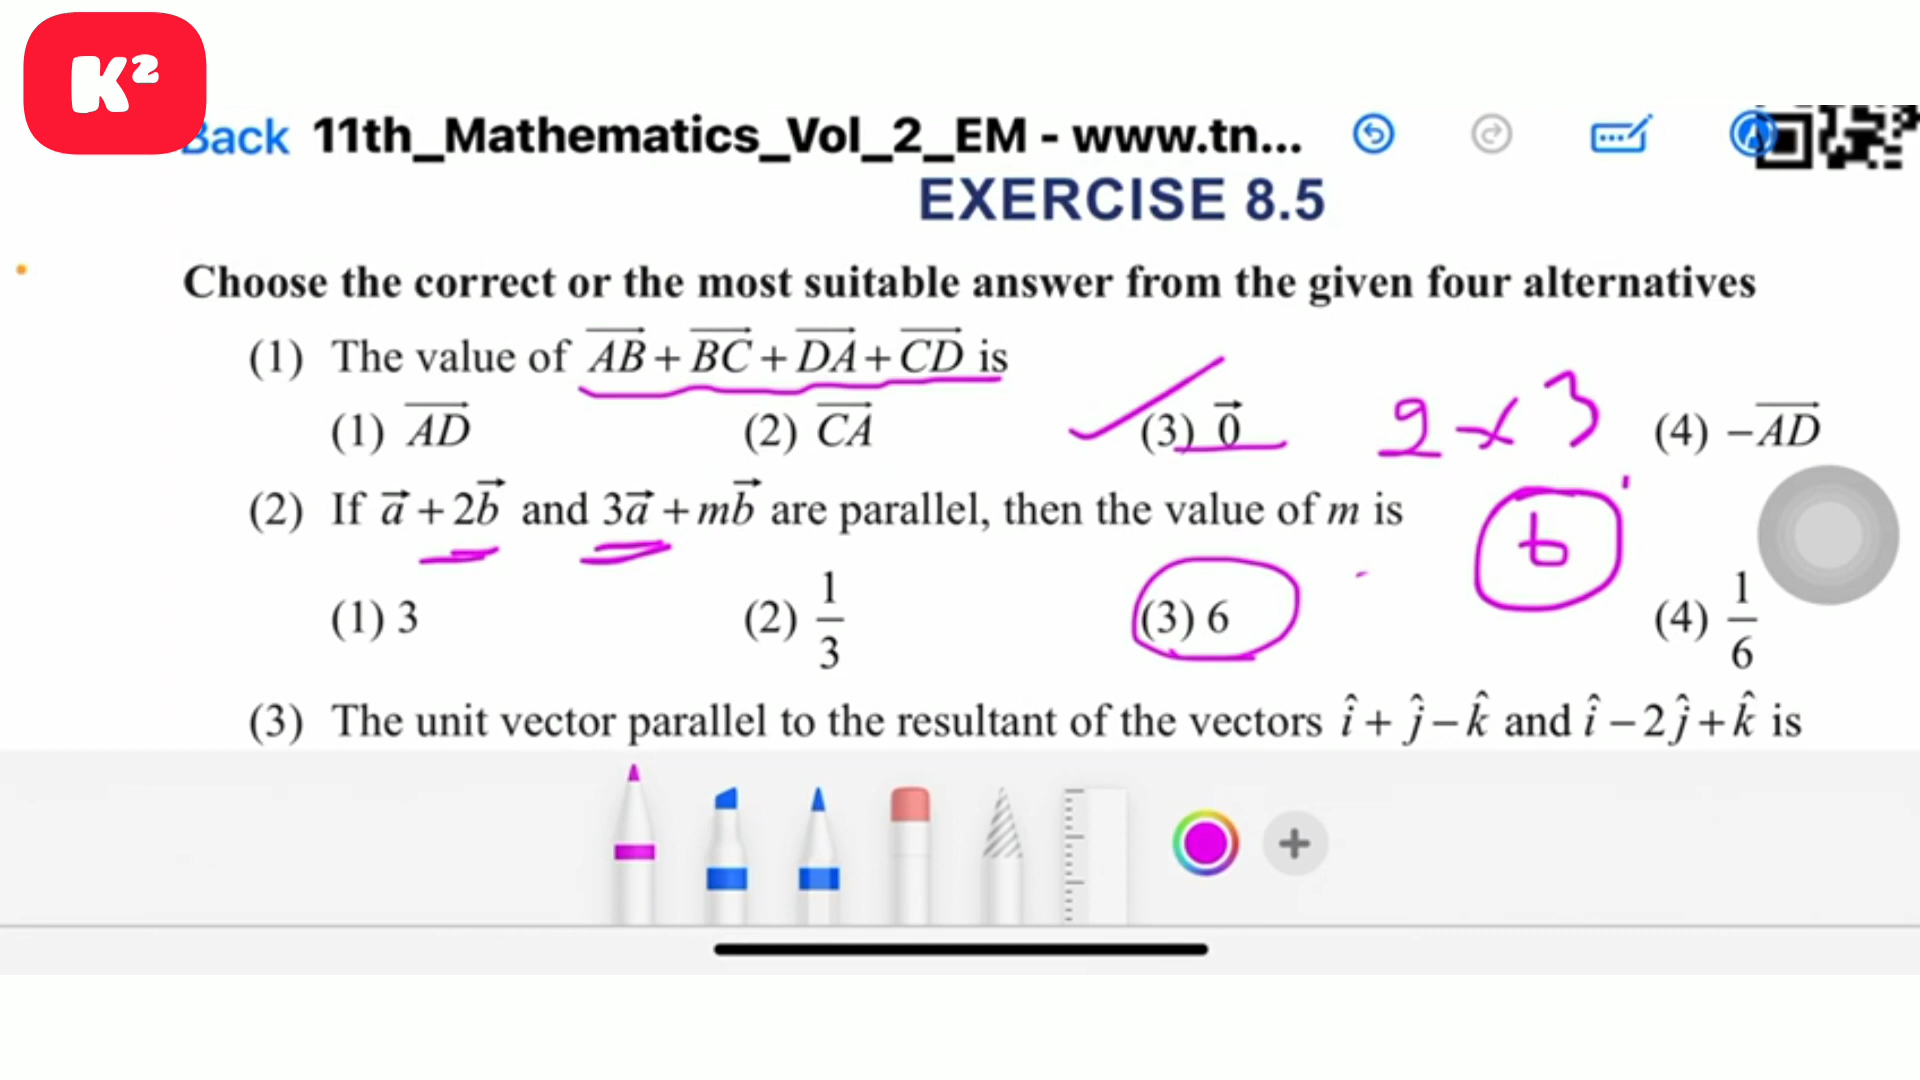 K²
Back 11th_Mathematics_Vol_2_EM - www.tn...
EXERCISE 8.5
Choose the correct or the most suitable answer from the given four alternatives
(1) The value of $\overrightarrow{AB}+\overrightarrow{BC}+\overrightarrow{DA}+\overrightarrow{CD}$ is
(1) $\overrightarrow{AD}$ (2) $\overrightarrow{CA}$ (3) $\vec{0}$ 2 × 3 (4) $-\overrightarrow{AD}$
(2) If $\vec{a}+2\vec{b}$ and $3\vec{a}+m\vec{b}$ are parallel, then the value of m is 6
(1) 3 (2) $\frac{1}{3}$ (3) 6 (4) $\frac{1}{6}$
(3) The unit vector parallel to the resultant of the vectors $\hat{i}+\hat{j}-\hat{k}$ and $\hat{i}-2\hat{j}+\hat{k}$ is